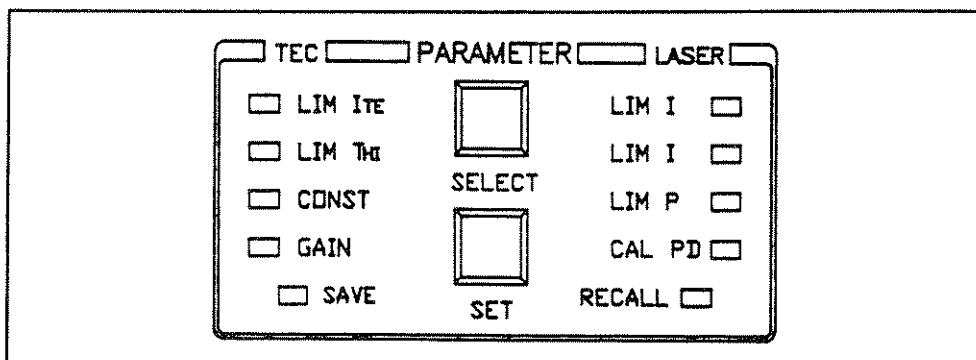 TEC PARAMETER LASER
LIM ITE LIM I
LIM THI LIM I
SELECT
CONST LIM P
GAIN CAL PD
SAVE RECALL
SET